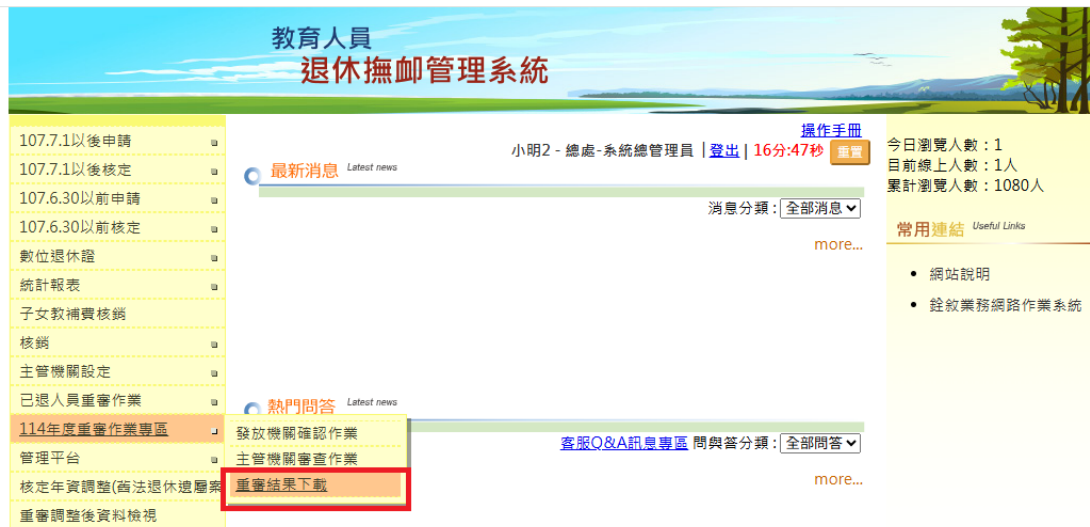 教育人員
退休撫卹管理系統
操作手冊
小明2 - 總處-系統總管理員 | 登出 | 16分:47秒 重置
107.7.1以後申請
107.7.1以後核定
107.6.30以前申請
107.6.30以前核定
數位退休證
統計報表
子女教補費核銷
核銷
主管機關設定
已退人員重審作業
114年度重審作業專區
管理平台
核定年資調整(舊法退休遺屬案
重審調整後資料檢視
最新消息 Latest news
消息分類 : 全部消息
more...
熱門問答 Latest news
發放機關確認作業
主管機關審查作業
重審結果下載
客服Q&A訊息專區 問與答分類 : 全部問答
more...
今日瀏覽人數 : 1
目前線上人數 : 1人
累計瀏覽人數 : 1080人
常用連結 Useful Links
網站說明
銓敘業務網路作業系統